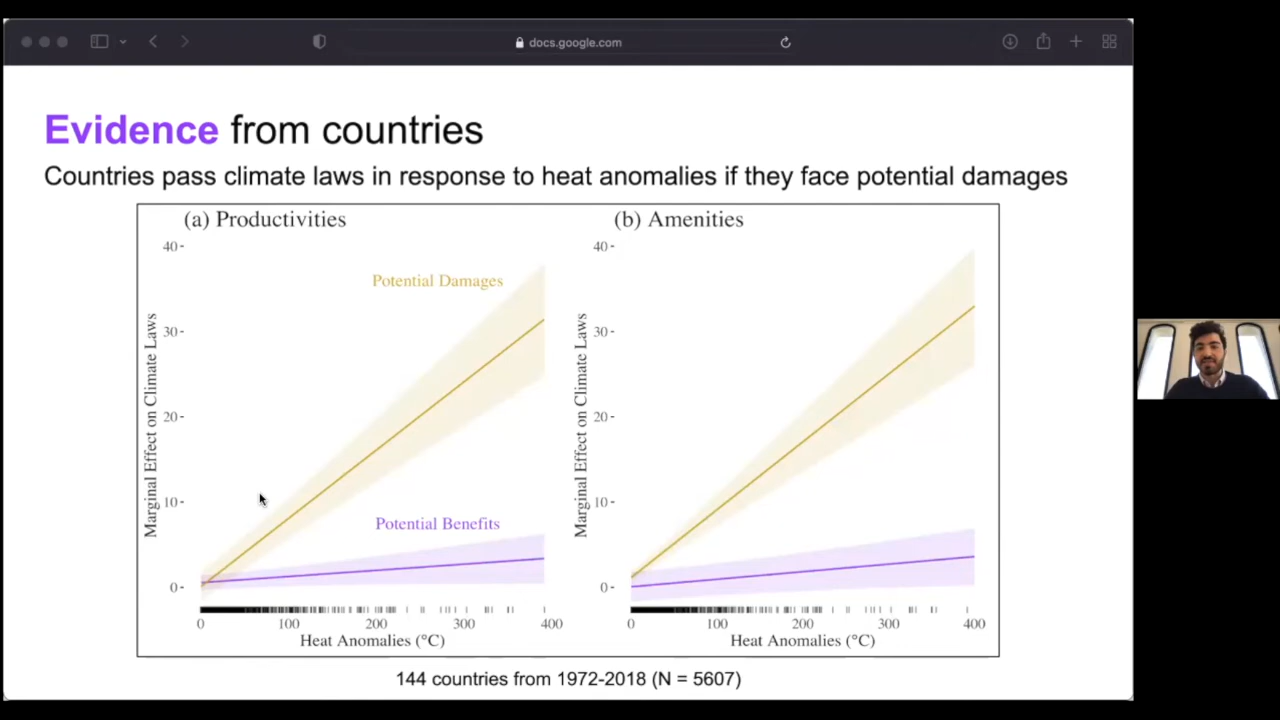 docs.google.com
Evidence from countries
Countries pass climate laws in response to heat anomalies if they face potential damages
(a) Productivities
(b) Amenities
40
30
20
10
0
Marginal Effect on Climate Laws
Potential Damages
Potential Benefits
0 100 200 300 400
Heat Anomalies (°C)
40
30
20
10
0
Marginal Effect on Climate Laws
0 100 200 300 400
Heat Anomalies (°C)
144 countries from 1972-2018 (N = 5607)